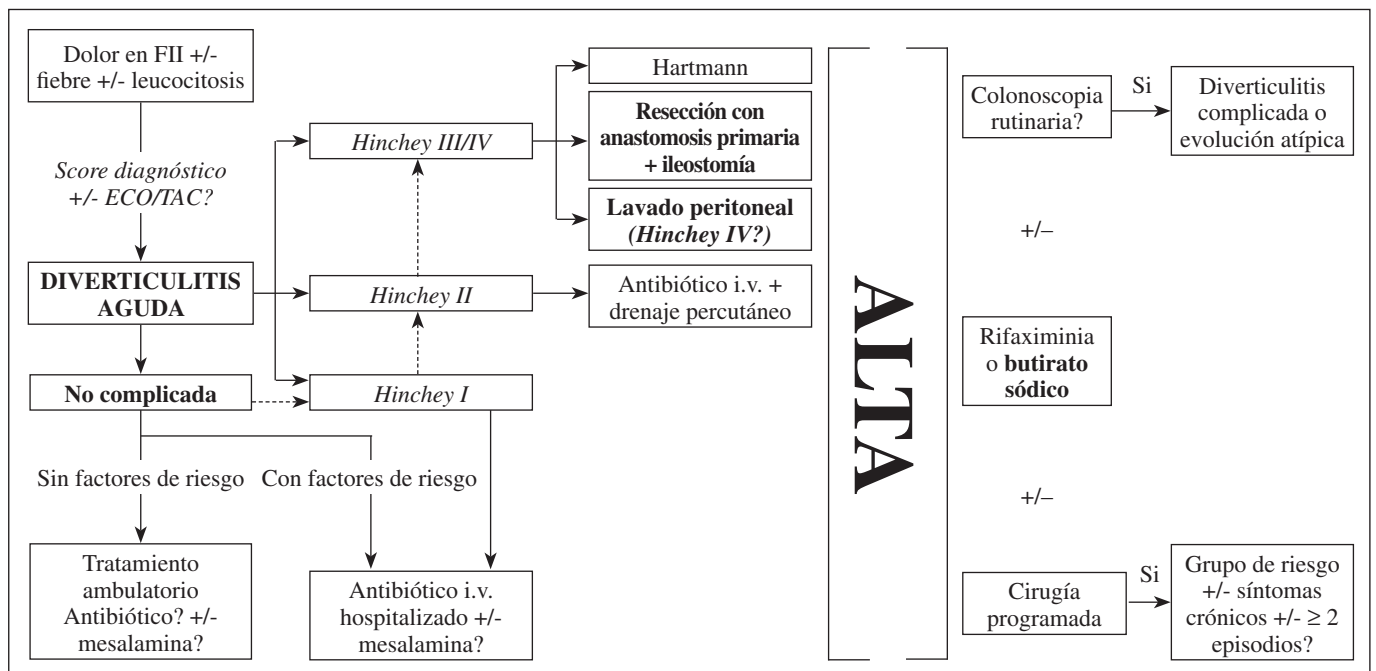 Dolor en FII +/-
fiebre +/- leucocitosis
Score diagnóstico
+/- ECO/TAC?
DIVERTICULITIS
AGUDA
No complicada
Sin factores de riesgo
Con factores de riesgo
Tratamiento
ambulatorio
Antibiótico? +/-
mesalamina?
Hinchey III/IV
Hinchey II
Hinchey I
Antibiótico i.v.
hospitalizado +/-
mesalamina?
Hartmann
Resección con
anastomosis primaria
+ ileostomía
Lavado peritoneal
(Hinchey IV?)
Antibiótico i.v. +
drenaje percutáneo
ALTA
Colonoscopia
rutinaria?
Si
Diverticulitis
complicada o
evolución atípica
+/–
Rifaximinia
o butirato
sódico
+/–
Cirugía
programada
Si
Grupo de riesgo
+/- síntomas
crónicos +/- ≥ 2
episodios?